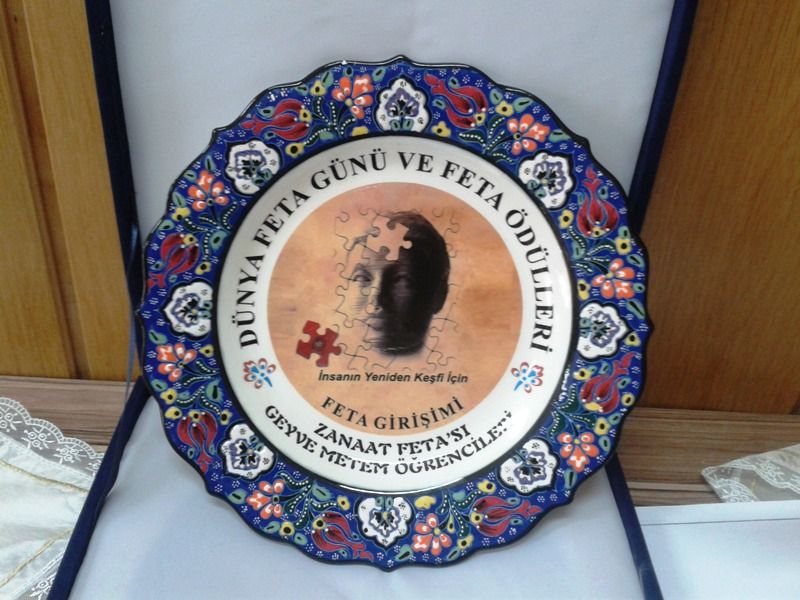 DÜNYA FETA GÜNÜ VE FETA ÖDÜLLERİ
İnsanın Yeniden Keşfi İçin
FETA GİRİŞİMİ
ZANAAT FETA'SI
GEYVE METEM ÖĞRENCİLERİ